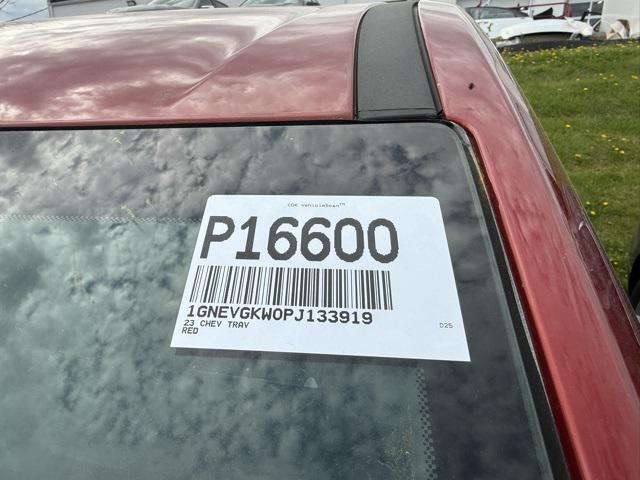 CDK VehicleScan™
P16600
1GNEVGKW0PJ133919
23 CHEV TRAV
RED
D25